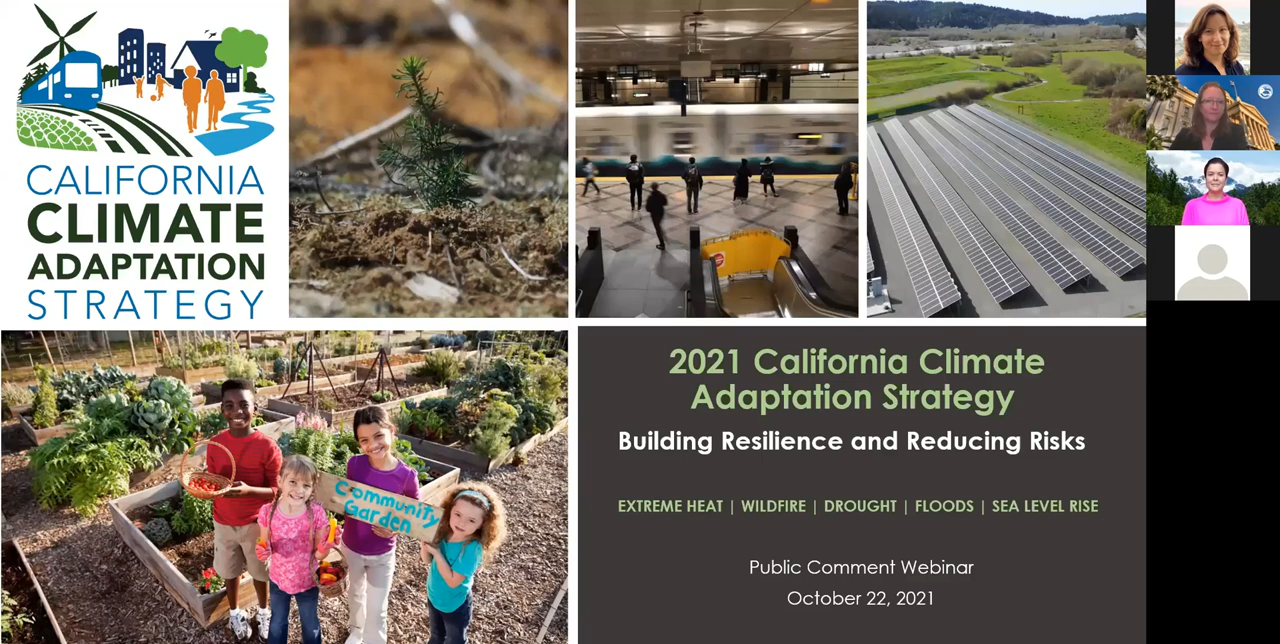 CALIFORNIA
CLIMATE
ADAPTATION
STRATEGY
Community
Garden
2021 California Climate
Adaptation Strategy
Building Resilience and Reducing Risks
EXTREME HEAT | WILDFIRE | DROUGHT | FLOODS | SEA LEVEL RISE
Public Comment Webinar
October 22, 2021